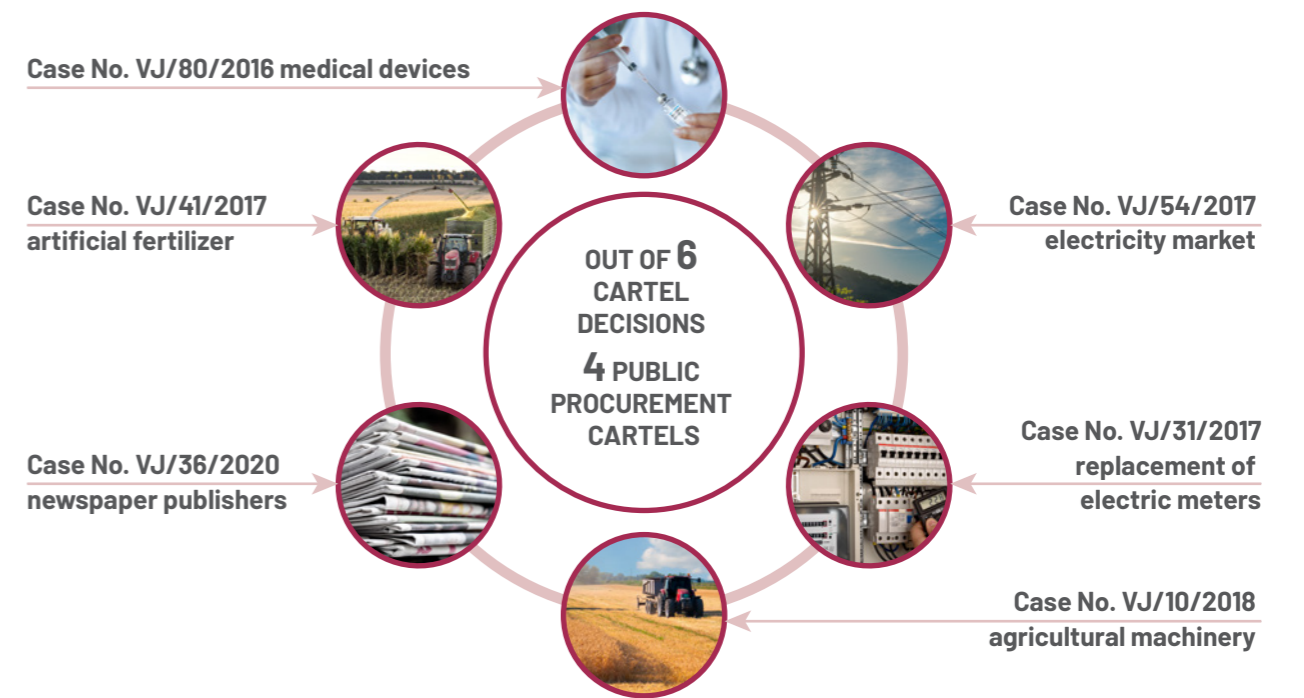 Case No. VJ/80/2016 medical devices
Case No. VJ/41/2017
artificial fertilizer
Case No. VJ/54/2017
electricity market
OUT OF 6
CARTEL
DECISIONS
4 PUBLIC
PROCUREMENT
CARTELS
Case No. VJ/36/2020
newspaper publishers
Case No. VJ/31/2017
replacement of
electric meters
Case No. VJ/10/2018
agricultural machinery